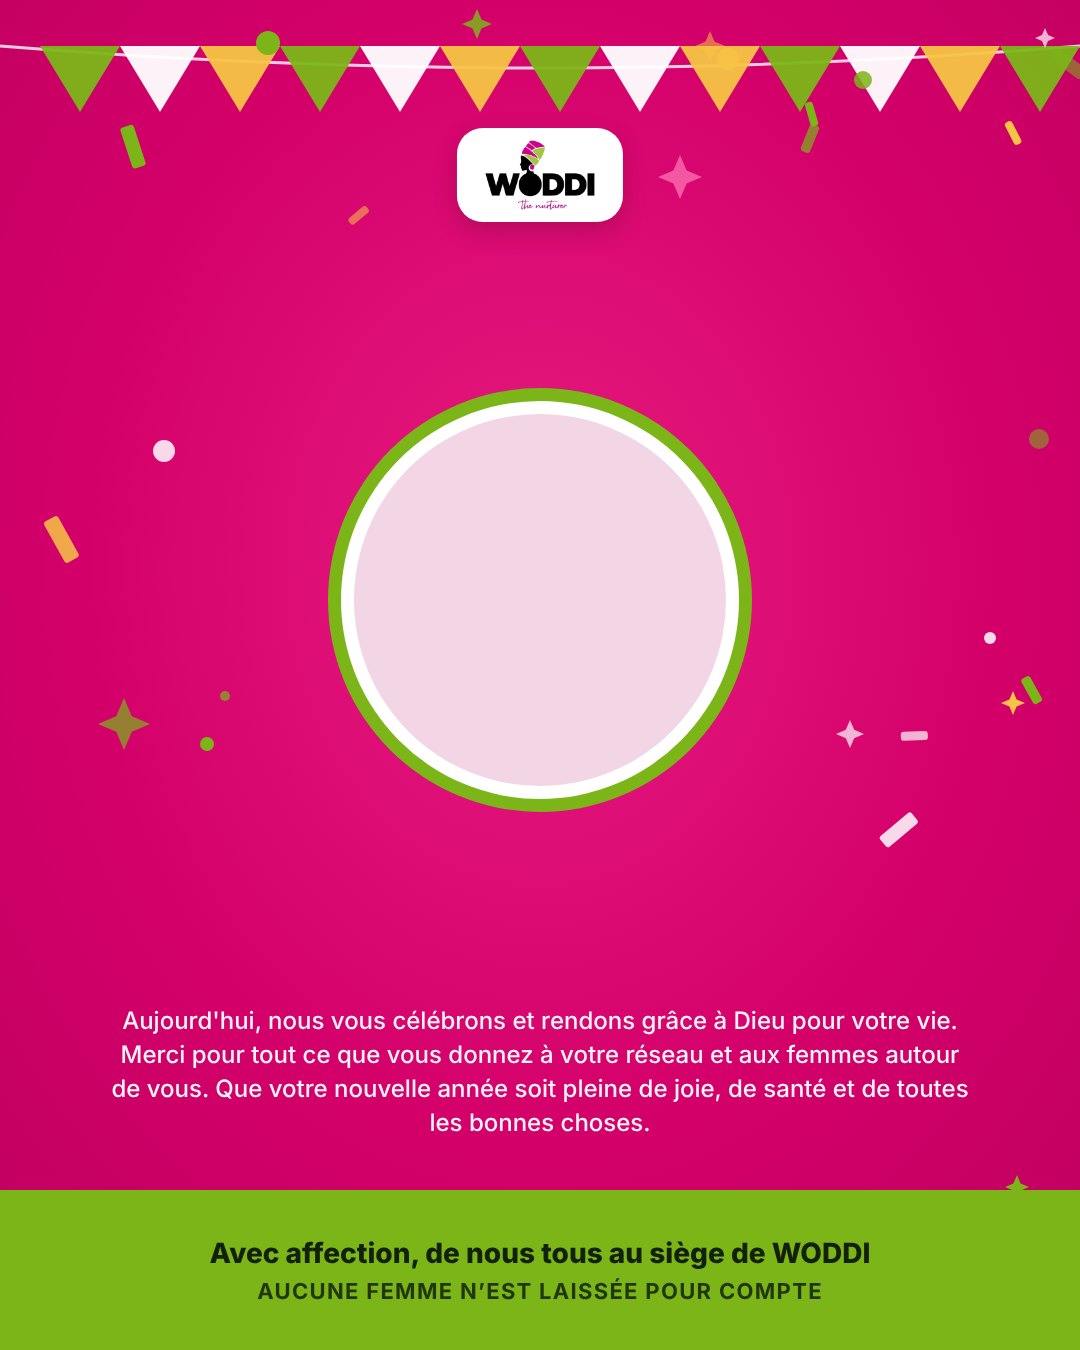 WODDI
the nurturer
Aujourd'hui, nous vous célébrons et rendons grâce à Dieu pour votre vie.
Merci pour tout ce que vous donnez à votre réseau et aux femmes autour
de vous. Que votre nouvelle année soit pleine de joie, de santé et de toutes
les bonnes choses.
Avec affection, de nous tous au siège de WODDI
AUCUNE FEMME N’EST LAISSÉE POUR COMPTE